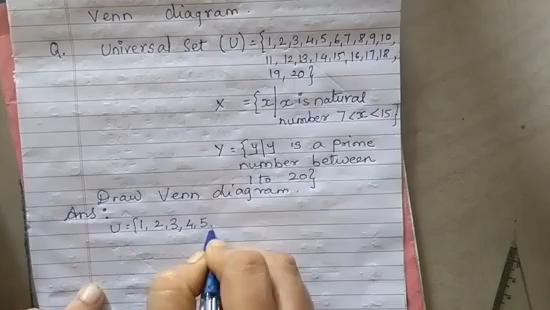 Venn diagram.
Q. Universal Set (U) = {1,2,3,4,5,6,7,8,9,10,
11, 12, 13, 14, 15, 16, 17, 18,
19, 20}
X = {x|x is natural
number 7<x<15}
Y = {y|y is a prime
number between
1 to 20}
Draw Venn diagram.
Ans:
U = {1, 2, 3, 4, 5,